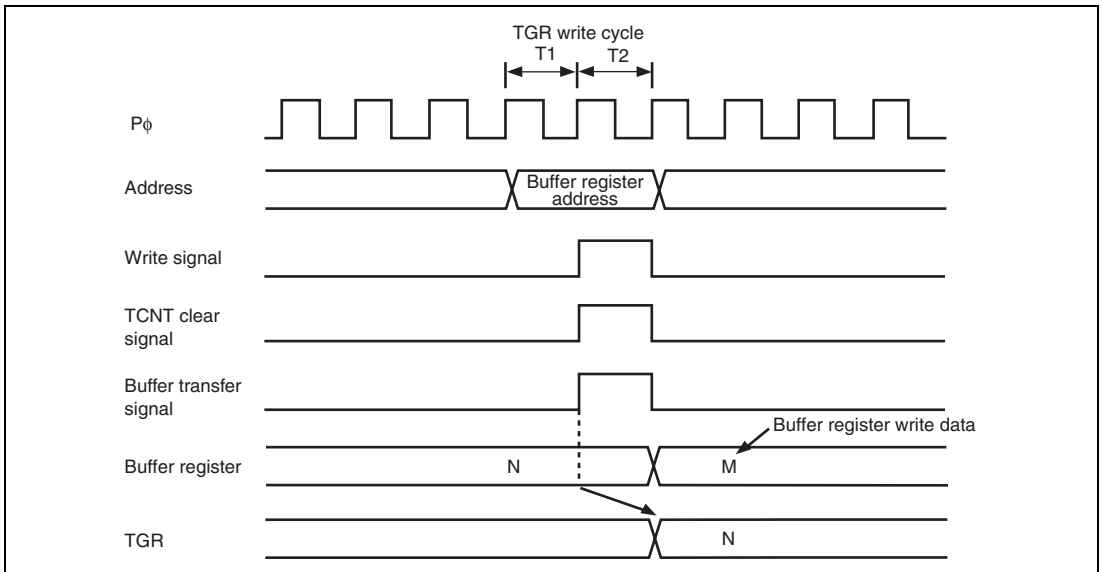 TGR write cycle
T1 T2
Pϕ
Address
Buffer register
address
Write signal
TCNT clear
signal
Buffer transfer
signal
Buffer register write data
Buffer register
N M
TGR
N